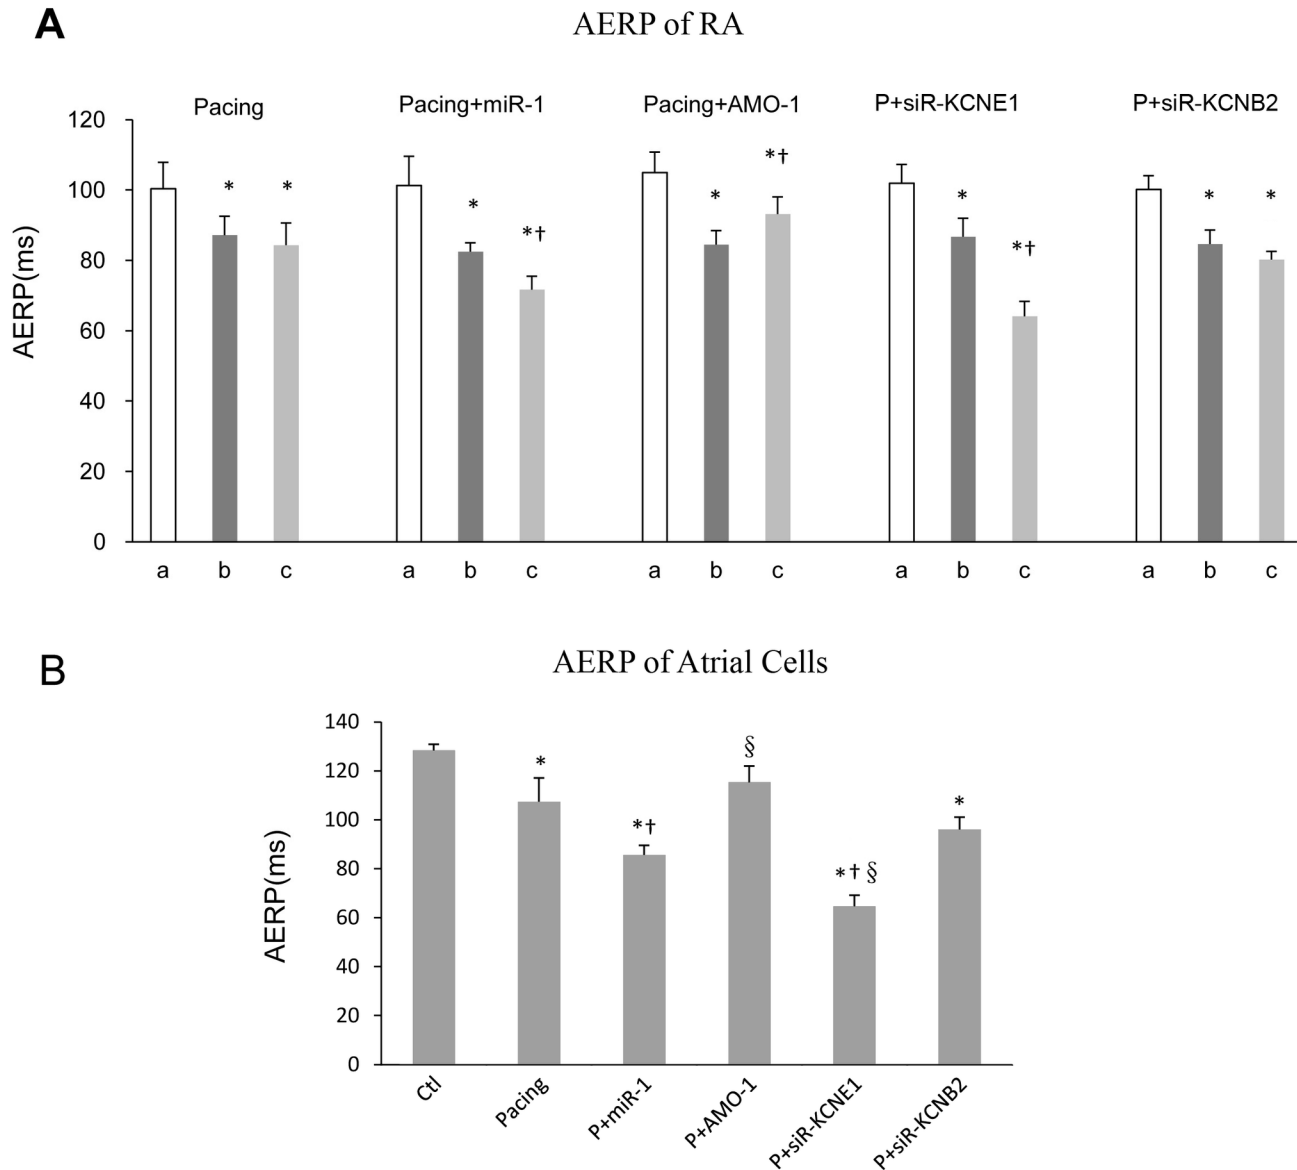 A
AERP of RA
Pacing
Pacing+miR-1
Pacing+AMO-1
P+siR-KCNE1
P+siR-KCNB2
AERP(ms)
120
100
80
60
40
20
0
* *
* *†
* *†
* *†
* *
a b c
a b c
a b c
a b c
a b c
B
AERP of Atrial Cells
AERP(ms)
140
120
100
80
60
40
20
0
*
*†
§
*† §
*
Ctl
Pacing
P+miR-1
P+AMO-1
P+siR-KCNE1
P+siR-KCNB2